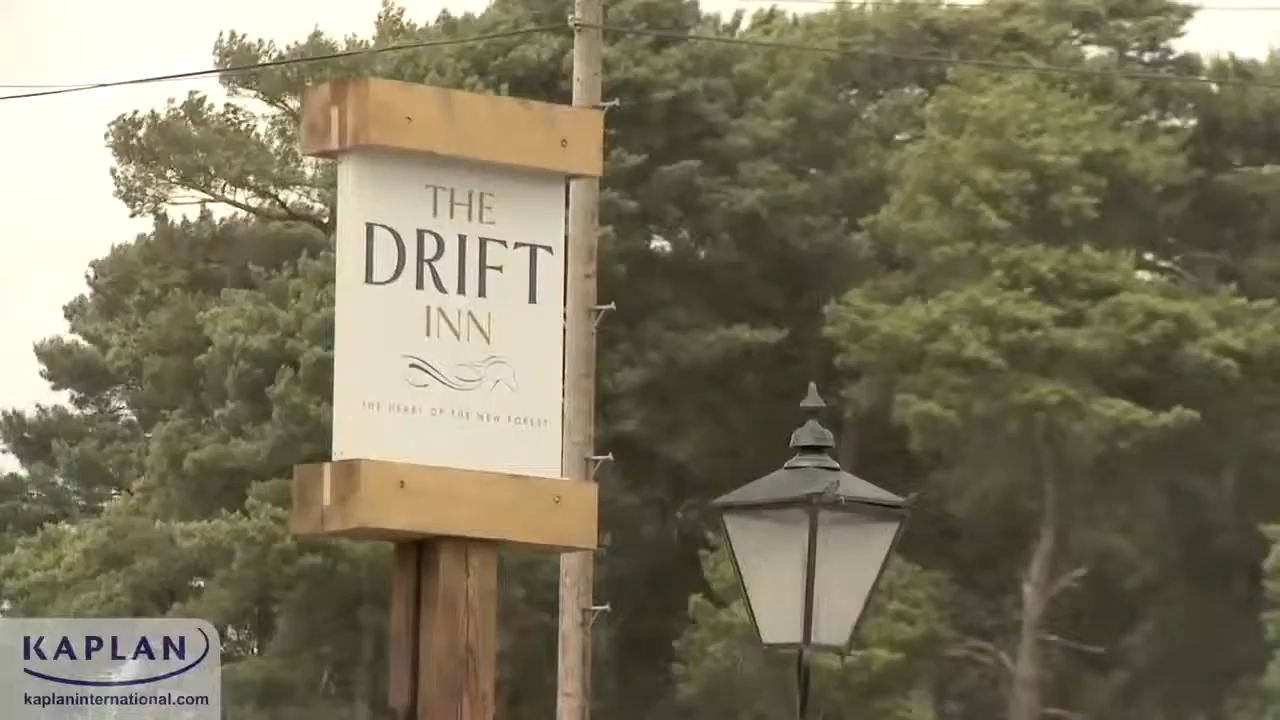 THE
DRIFT
INN
THE HEART OF THE NEW FOREST
KAPLAN
kaplaninternational.com